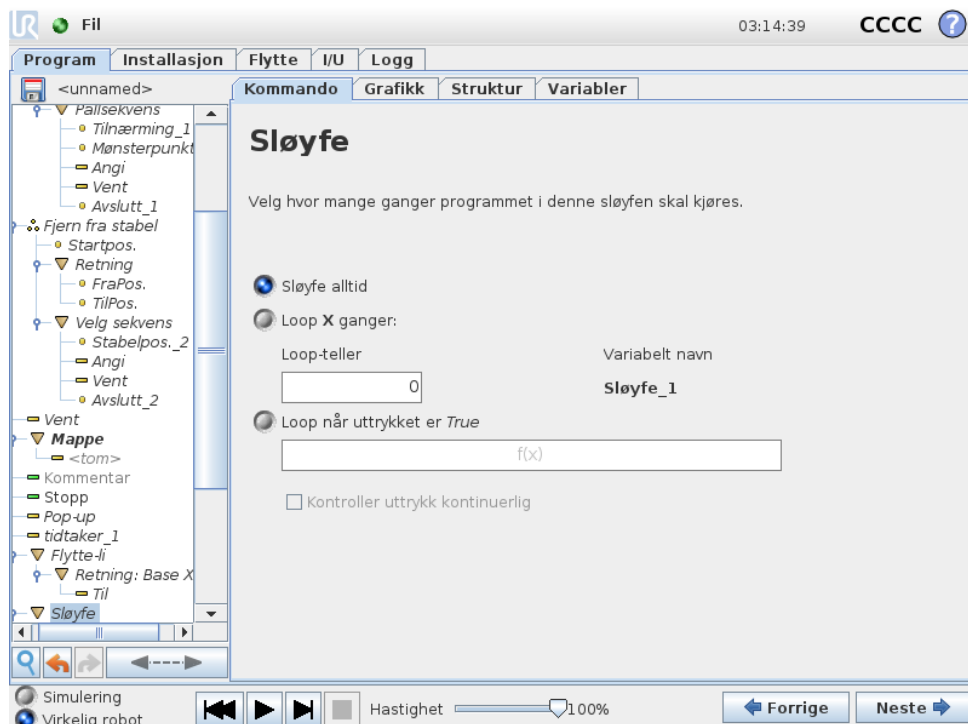 UR Fil 03:14:39 CCCC ?
Program Installasjon Flytte I/U Logg
<unnamed>
Kommando Grafikk Struktur Variabler
Pallsekvens
Tilnærming_1
Mønsterpunkt
Angi
Vent
Avslutt_1
Fjern fra stabel
Startpos.
Retning
FraPos.
TilPos.
Velg sekvens
Stabelpos._2
Angi
Vent
Avslutt_2
Vent
Mappe
<tom>
Kommentar
Stopp
Pop-up
tidtaker_1
Flytte-li
Retning: Base X
Til
Sløyfe
Sløyfe
Velg hvor mange ganger programmet i denne sløyfen skal kjøres.
Sløyfe alltid
Loop X ganger:
Loop-teller Variabelt navn
0 Sløyfe_1
Loop når uttrykket er True
f(x)
Kontroller uttrykk kontinuerlig
Simulering
Virkelig robot
Hastighet 100%
Forrige Neste